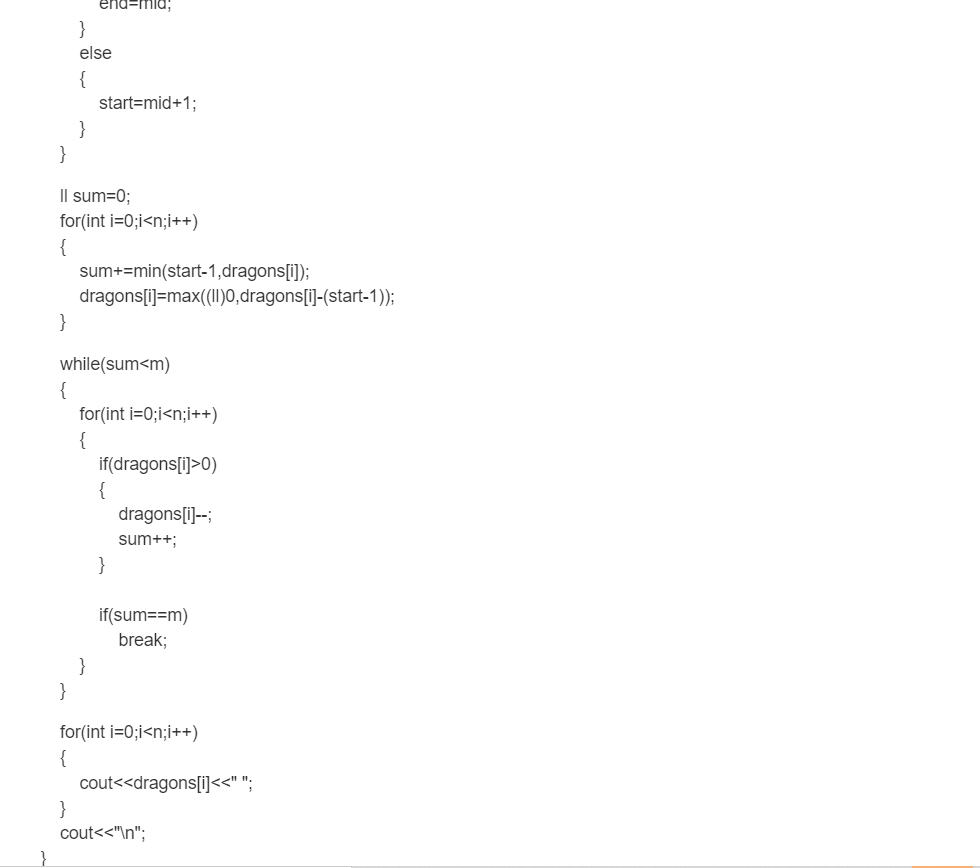 end=mid;
}
else
{
start=mid+1;
}
}
ll sum=0;
for(int i=0;i<n;i++)
{
sum+=min(start-1,dragons[i]);
dragons[i]=max((ll)0,dragons[i]-(start-1));
}
while(sum<m)
{
for(int i=0;i<n;i++)
{
if(dragons[i]>0)
{
dragons[i]--;
sum++;
}
if(sum==m)
break;
}
}
for(int i=0;i<n;i++)
{
cout<<dragons[i]<<" ";
}
cout<<"\n";
}